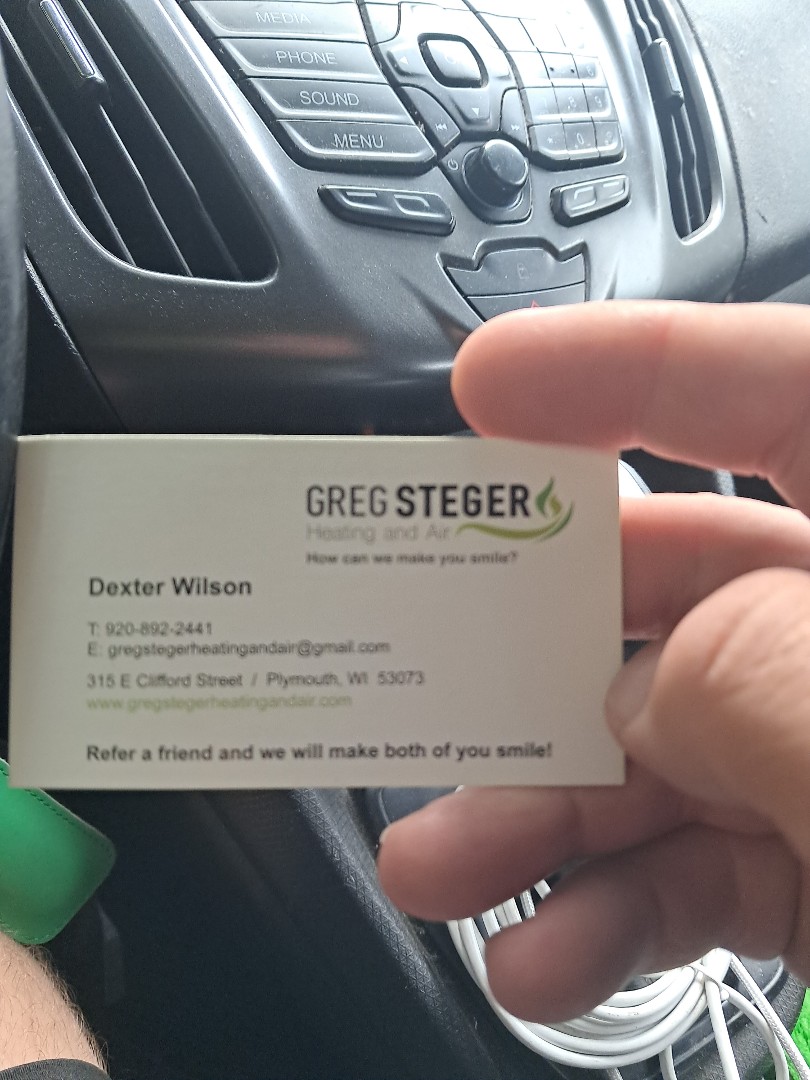 MEDIA
PHONE
SOUND
MENU
GREG STEGER
Heating and Air
How can we make you smile?
Dexter Wilson
T: 920-892-2441
E: gregstegerheatingandair@gmail.com
315 E Clifford Street / Plymouth, WI 53073
www.gregstegerheatingandair.com
Refer a friend and we will make both of you smile!